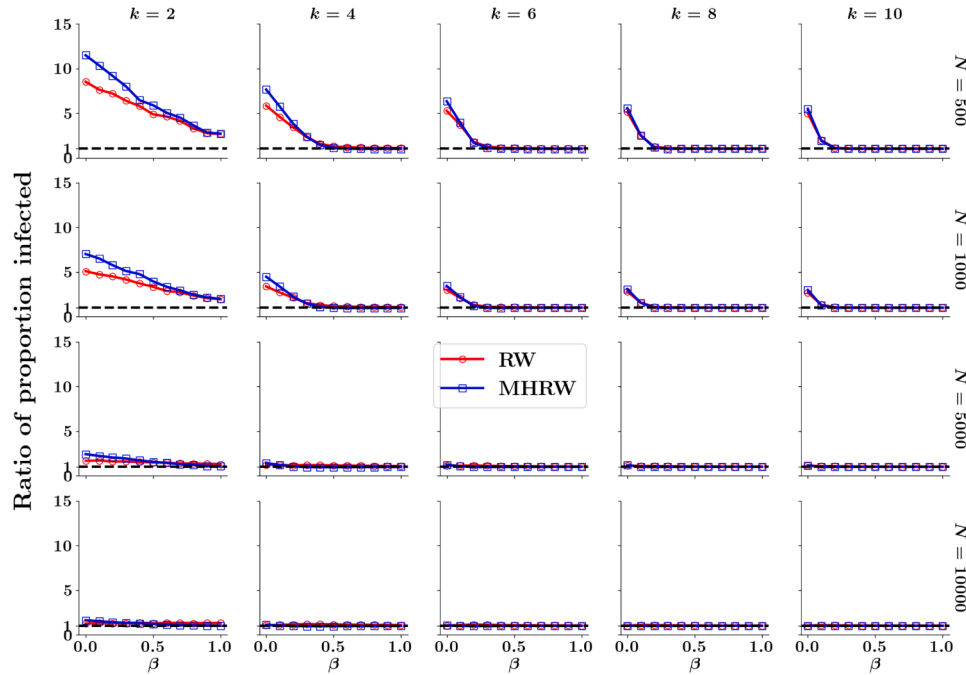 k = 2 k = 4 k = 6 k = 8 k = 10
15
10
5
1
0
N = 500
15
10
5
1
0
N = 1000
Ratio of proportion infected
RW
MHRW
15
10
5
1
0
N = 5000
15
10
5
1
0
N = 10000
0.0 0.5 1.0 0.0 0.5 1.0 0.0 0.5 1.0 0.0 0.5 1.0 0.0 0.5 1.0
β β β β β